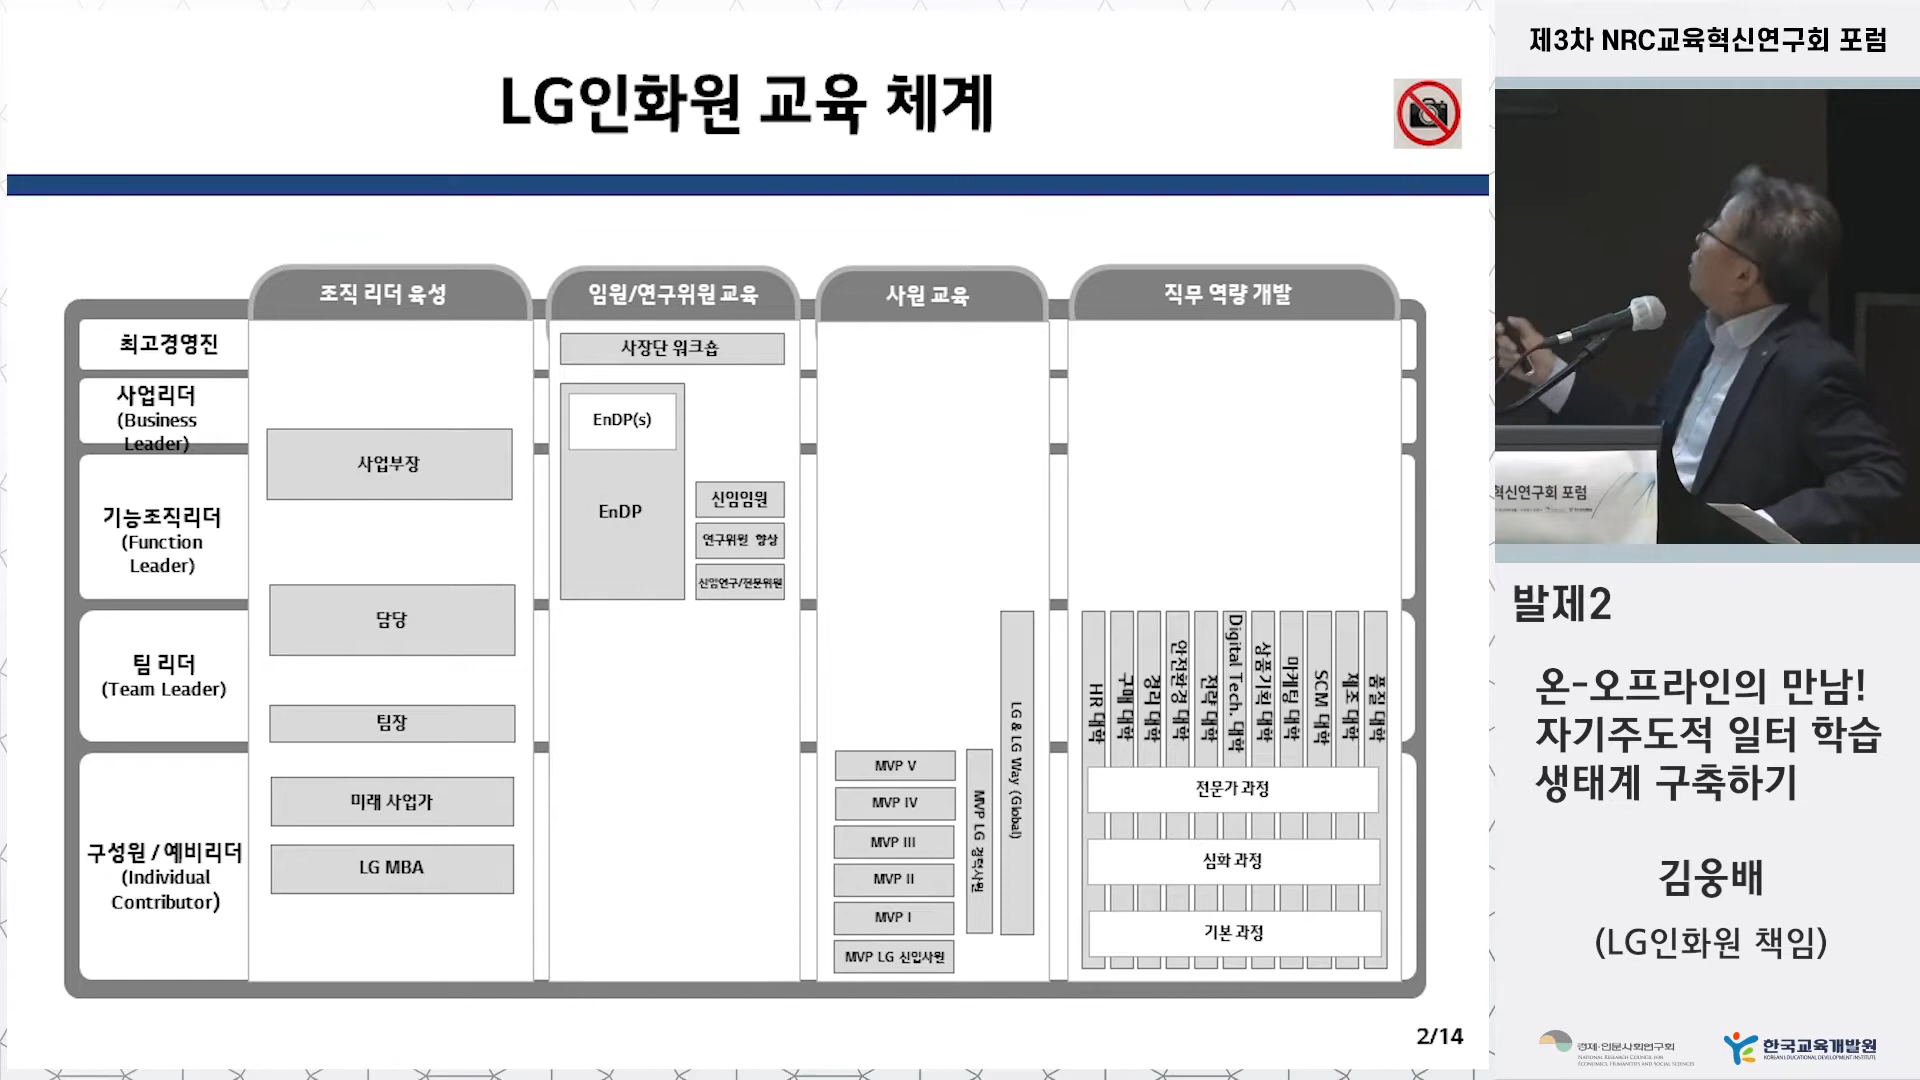 LG인화원 교육 체계
조직 리더 육성
임원/연구위원 교육
사원 교육
직무 역량 개발
최고경영진
사업리더
(Business
Leader)
기능조직리더
(Function
Leader)
팀 리더
(Team Leader)
구성원 / 예비리더
(Individual
Contributor)
사업부장
담당
팀장
미래 사업가
LG MBA
사장단 워크숍
EnDP(s)
EnDP
신임임원
연구위원 향상
신임연구/전문위원
MVP V
MVP IV
MVP III
MVP II
MVP I
MVP LG 신입사원
MVP LG 경력사원
LG & LG Way (Global)
HR 대학
구매 대학
경리 대학
안전환경 대학
전략 대학
Digital Tech. 대학
상품기획 대학
마케팅 대학
SCM 대학
제조 대학
품질 대학
전문가 과정
심화 과정
기본 과정
2/14
제3차 NRC교육혁신연구회 포럼
혁신연구회 포럼
발제2
온-오프라인의 만남!
자기주도적 일터 학습
생태계 구축하기
김웅배
(LG인화원 책임)
경제·인문사회연구회
NATIONAL RESEARCH COUNCIL FOR
ECONOMICS, HUMANITIES AND SOCIAL SCIENCES
한국교육개발원
KOREAN EDUCATIONAL DEVELOPMENT INSTITUTE